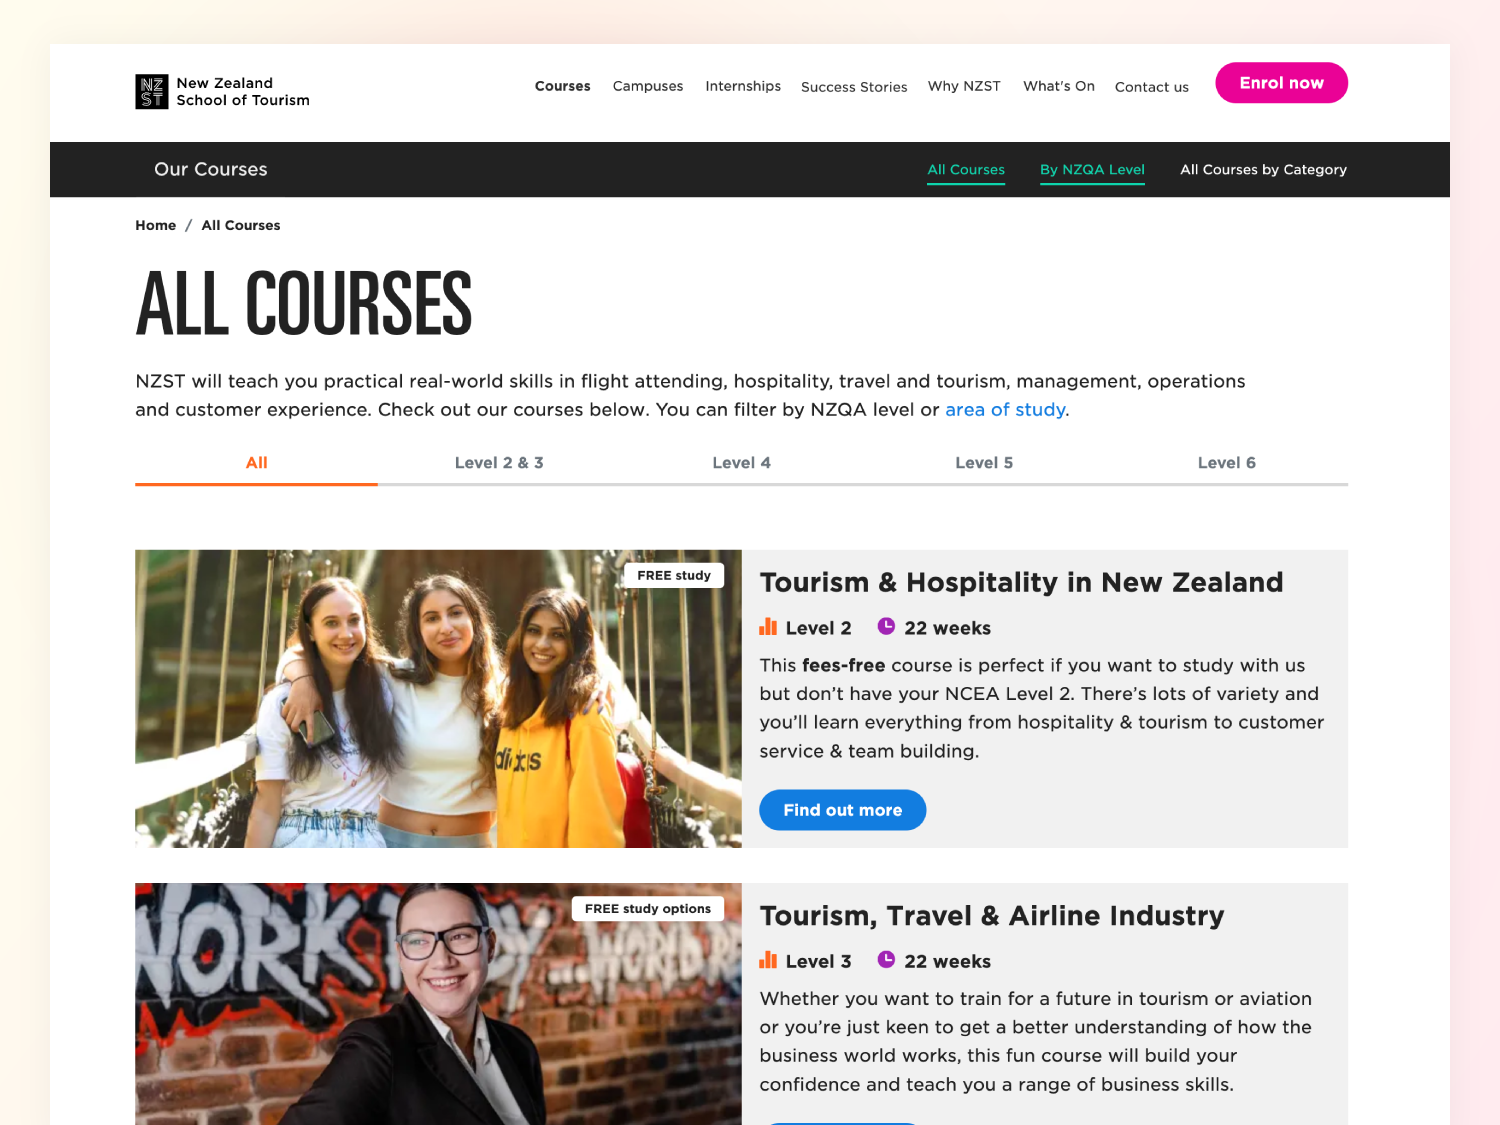 NZ
ST
New Zealand
School of Tourism
Courses
Campuses
Internships
Success Stories
Why NZST
What's On
Contact us
Enrol now
Our Courses
All Courses
By NZQA Level
All Courses by Category
Home / All Courses
ALL COURSES
NZST will teach you practical real-world skills in flight attending, hospitality, travel and tourism, management, operations
and customer experience. Check out our courses below. You can filter by NZQA level or area of study.
All
Level 2 & 3
Level 4
Level 5
Level 6
FREE study
adidas
Tourism & Hospitality in New Zealand
Level 2
22 weeks
This fees-free course is perfect if you want to study with us
but don’t have your NCEA Level 2. There’s lots of variety and
you’ll learn everything from hospitality & tourism to customer
service & team building.
Find out more
FREE study options
WORK
Tourism, Travel & Airline Industry
Level 3
22 weeks
Whether you want to train for a future in tourism or aviation
or you’re just keen to get a better understanding of how the
business world works, this fun course will build your
confidence and teach you a range of business skills.